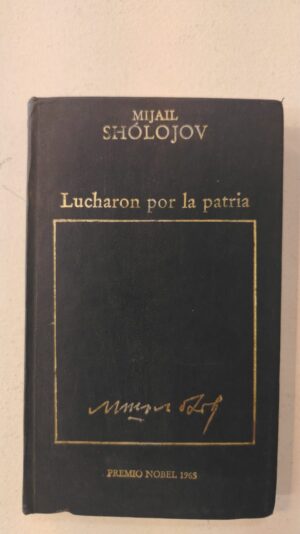 MIJAIL
SHÓLOJOV
Lucharon por la patria
PREMIO NOBEL 1965